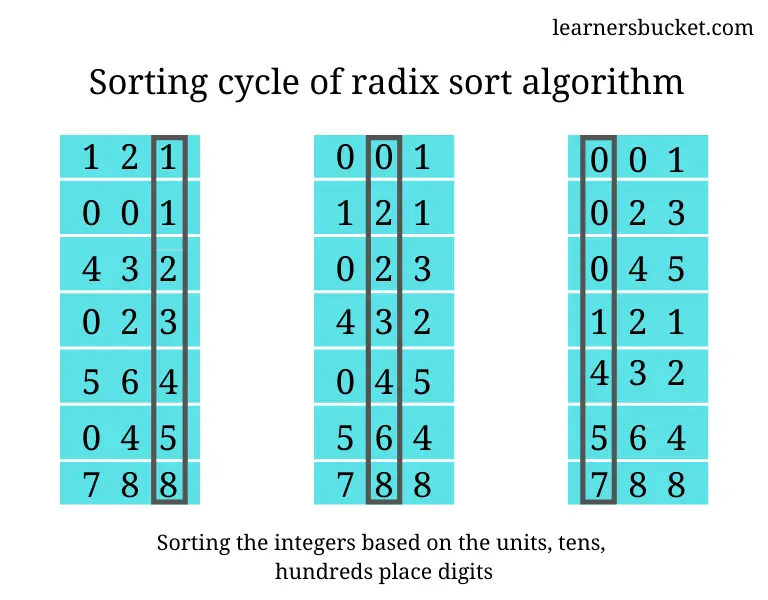 learnersbucket.com
Sorting cycle of radix sort algorithm
1 2 1
0 0 1
4 3 2
0 2 3
5 6 4
0 4 5
7 8 8
0 0 1
1 2 1
0 2 3
4 3 2
0 4 5
5 6 4
7 8 8
0 0 1
0 2 3
0 4 5
1 2 1
4 3 2
5 6 4
7 8 8
Sorting the integers based on the units, tens,
hundreds place digits